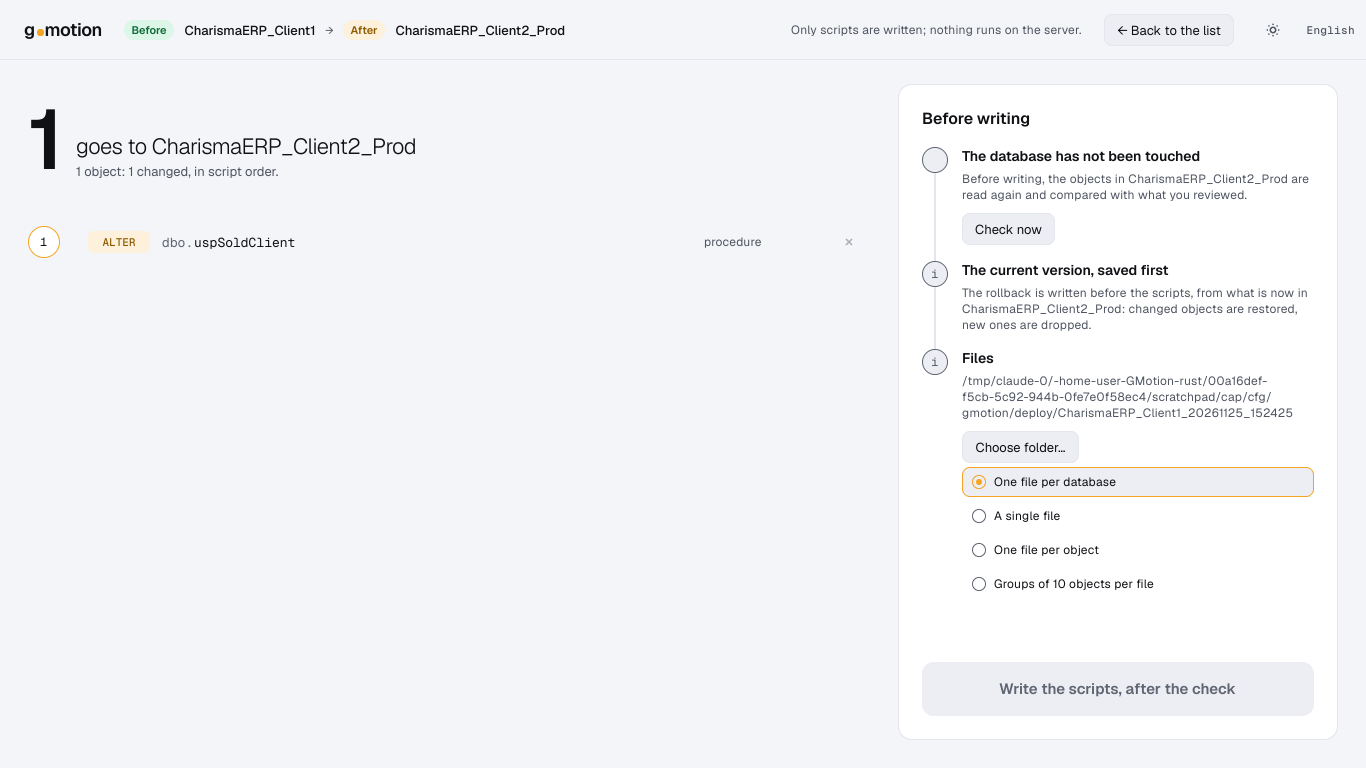 g●motion
Before CharismaERP_Client1 → After CharismaERP_Client2_Prod
Only scripts are written; nothing runs on the server.
← Back to the list
English
1 goes to CharismaERP_Client2_Prod
1 object: 1 changed, in script order.
1 ALTER dbo.uspSoldClient procedure ×
Before writing
The database has not been touched
Before writing, the objects in CharismaERP_Client2_Prod are
read again and compared with what you reviewed.
Check now
i The current version, saved first
The rollback is written before the scripts, from what is now in
CharismaERP_Client2_Prod: changed objects are restored,
new ones are dropped.
i Files
/tmp/claude-0/-home-user-GMotion-rust/00a16def-
f5cb-5c92-944b-0fe7e0f58ec4/scratchpad/cap/cfg/
gmotion/deploy/CharismaERP_Client1_20261125_152425
Choose folder…
One file per database
A single file
One file per object
Groups of 10 objects per file
Write the scripts, after the check